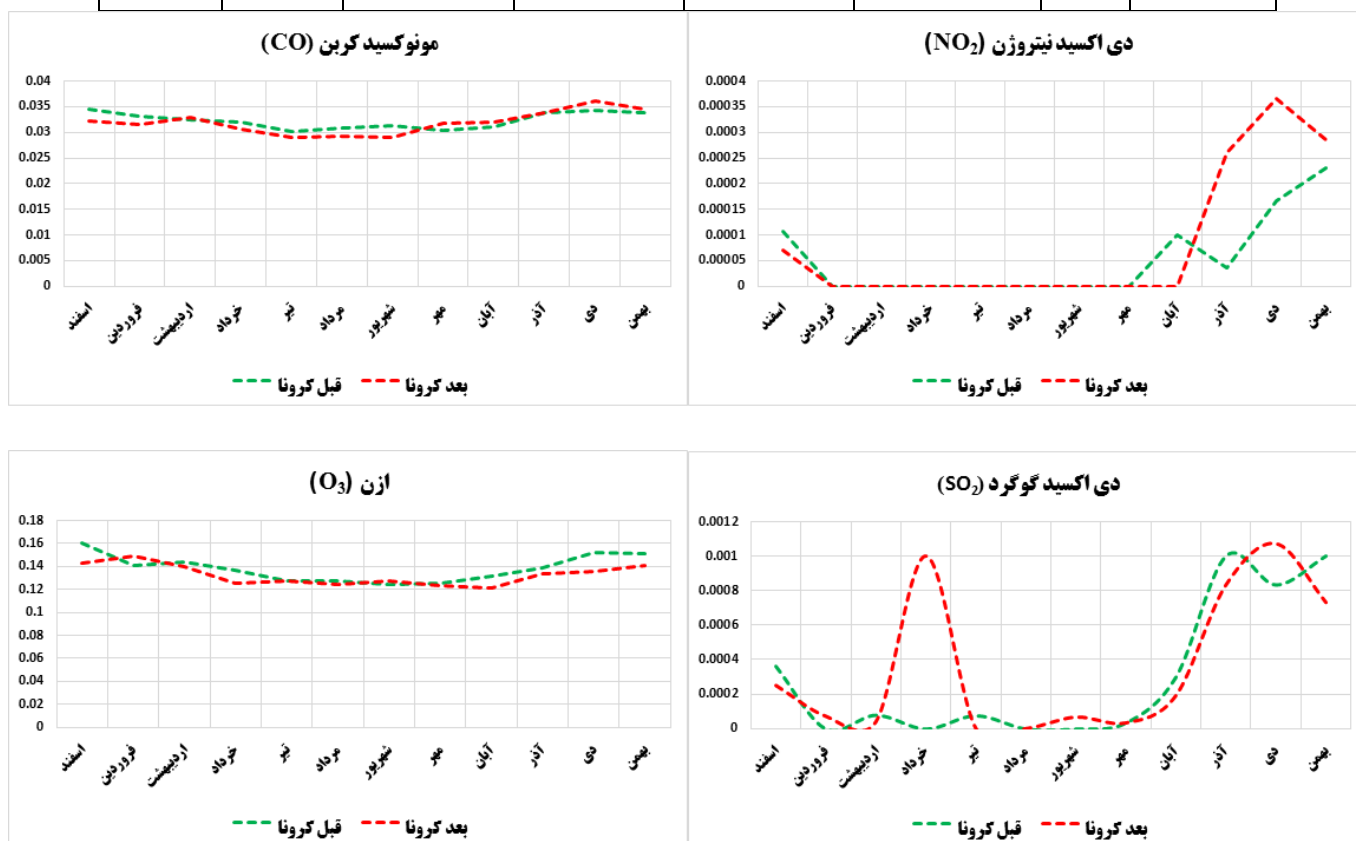 مونوکسید کربن (CO)
0.04
0.035
0.03
0.025
0.02
0.015
0.01
0.005
0
اسفند
فروردین
اردیبهشت
خرداد
تیر
مرداد
شهریور
مهر
آبان
آذر
دی
بهمن
قبل کرونا
بعد کرونا
دی اکسید نیتروژن (NO₂)
0.0004
0.00035
0.0003
0.00025
0.0002
0.00015
0.0001
0.00005
0
اسفند
فروردین
اردیبهشت
خرداد
تیر
مرداد
شهریور
مهر
آبان
آذر
دی
بهمن
قبل کرونا
بعد کرونا
ازن (O₃)
0.18
0.16
0.14
0.12
0.1
0.08
0.06
0.04
0.02
0
اسفند
فروردین
اردیبهشت
خرداد
تیر
مرداد
شهریور
مهر
آبان
آذر
دی
بهمن
قبل کرونا
بعد کرونا
دی اکسید گوگرد (SO₂)
0.0012
0.001
0.0008
0.0006
0.0004
0.0002
0
اسفند
فروردین
اردیبهشت
خرداد
تیر
مرداد
شهریور
مهر
آبان
آذر
دی
بهمن
قبل کرونا
بعد کرونا